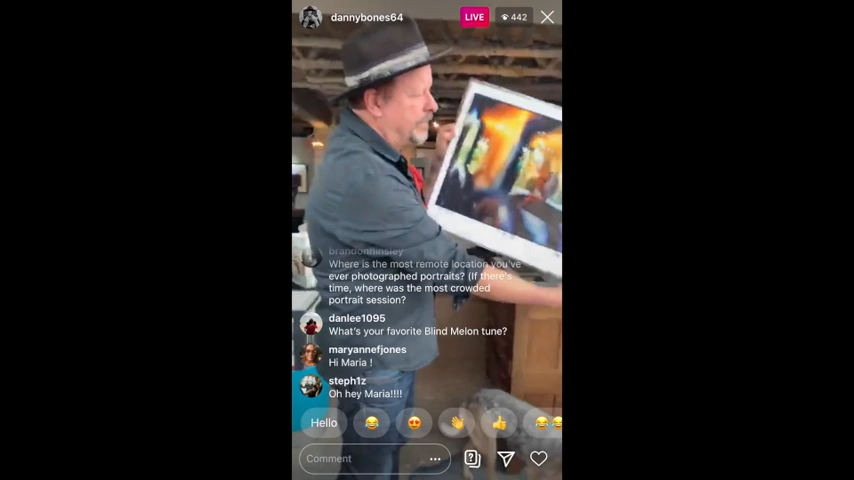 dannybones64
LIVE
442
brandonhinsley
Where is the most remote location you've
ever photographed portraits? (If there's
time, where was the most crowded
portrait session?
danlee1095
What's your favorite Blind Melon tune?
maryannefjones
Hi Maria !
steph1z
Oh hey Maria!!!!
Hello
Comment